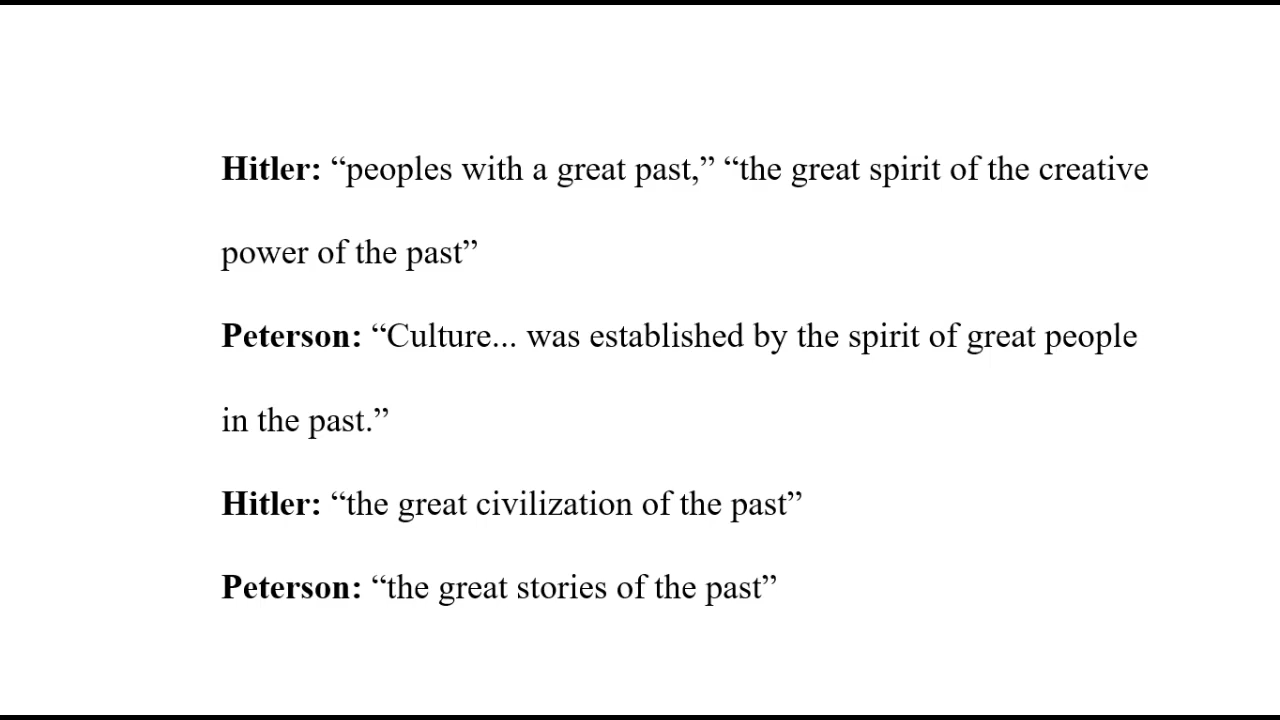 Hitler: “peoples with a great past,” “the great spirit of the creative
power of the past”
Peterson: “Culture... was established by the spirit of great people
in the past.”
Hitler: “the great civilization of the past”
Peterson: “the great stories of the past”